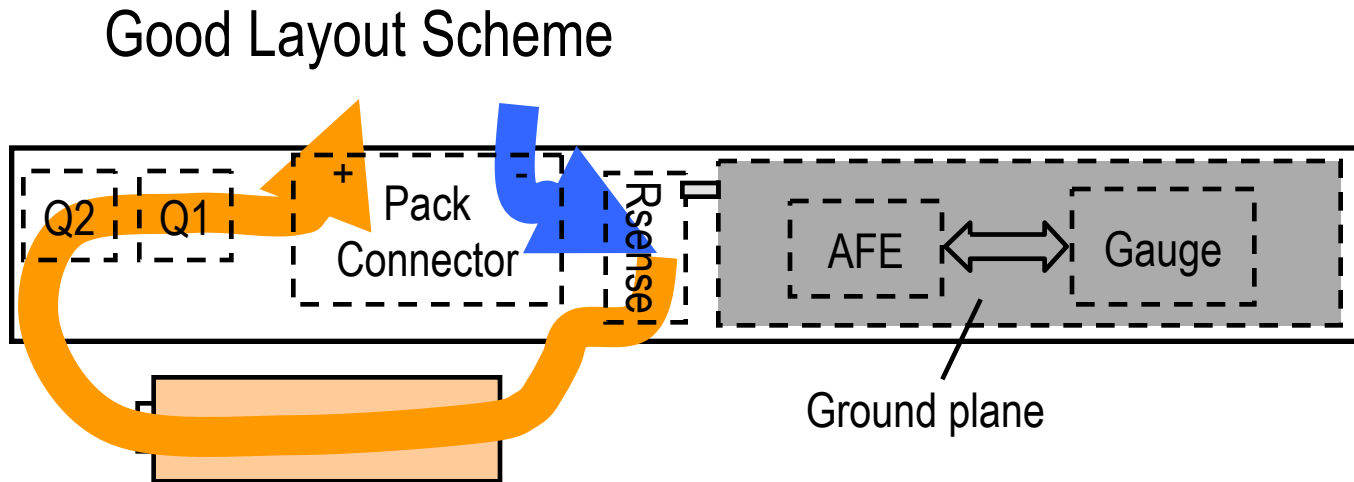 Good Layout Scheme
Q2
Q1
+
-
Pack
Connector
Rsense
AFE
Gauge
Ground plane